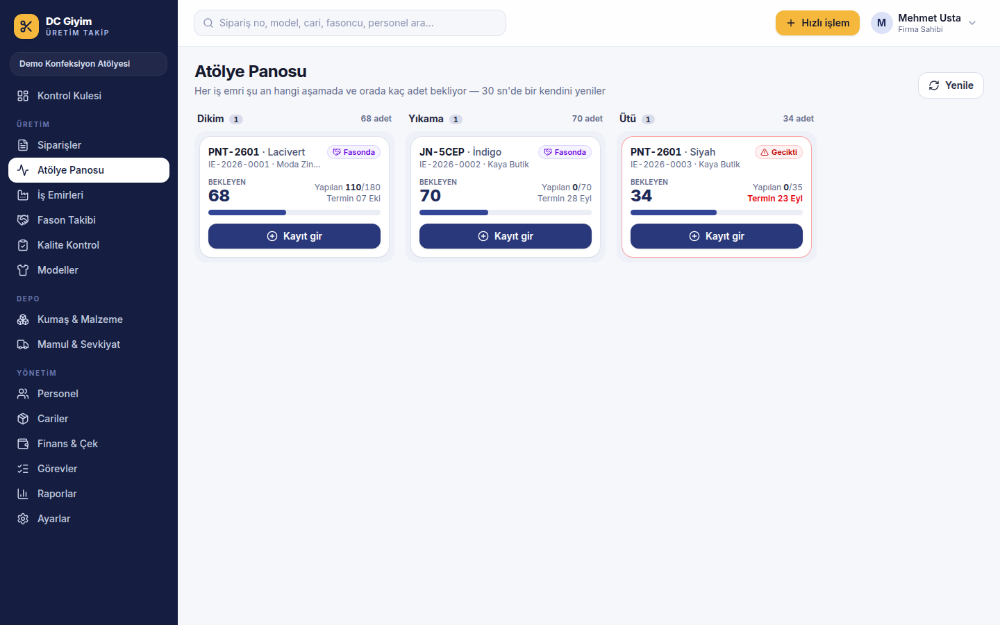 DC Giyim
ÜRETİM TAKİP
Demo Konfeksiyon Atölyesi
Kontrol Kulesi
ÜRETİM
Siparişler
Atölye Panosu
İş Emirleri
Fason Takibi
Kalite Kontrol
Modeller
DEPO
Kumaş & Malzeme
Mamul & Sevkiyat
YÖNETİM
Personel
Cariler
Finans & Çek
Görevler
Raporlar
Ayarlar
Sipariş no, model, cari, fasoncu, personel ara...
Hızlı işlem
M
Mehmet Usta
Firma Sahibi
Atölye Panosu
Her iş emri şu an hangi aşamada ve orada kaç adet bekliyor — 30 sn'de bir kendini yeniler
Yenile
Dikim 1 68 adet
PNT-2601 · Lacivert Fasonda
IE-2026-0001 · Moda Zin...
BEKLEYEN
68
Yapılan 110/180
Termin 07 Eki
Kayıt gir
Yıkama 1 70 adet
JN-5CEP · İndigo Fasonda
IE-2026-0002 · Kaya Butik
BEKLEYEN
70
Yapılan 0/70
Termin 28 Eyl
Kayıt gir
Ütü 1 34 adet
PNT-2601 · Siyah Gecikti
IE-2026-0003 · Kaya Butik
BEKLEYEN
34
Yapılan 0/35
Termin 23 Eyl
Kayıt gir